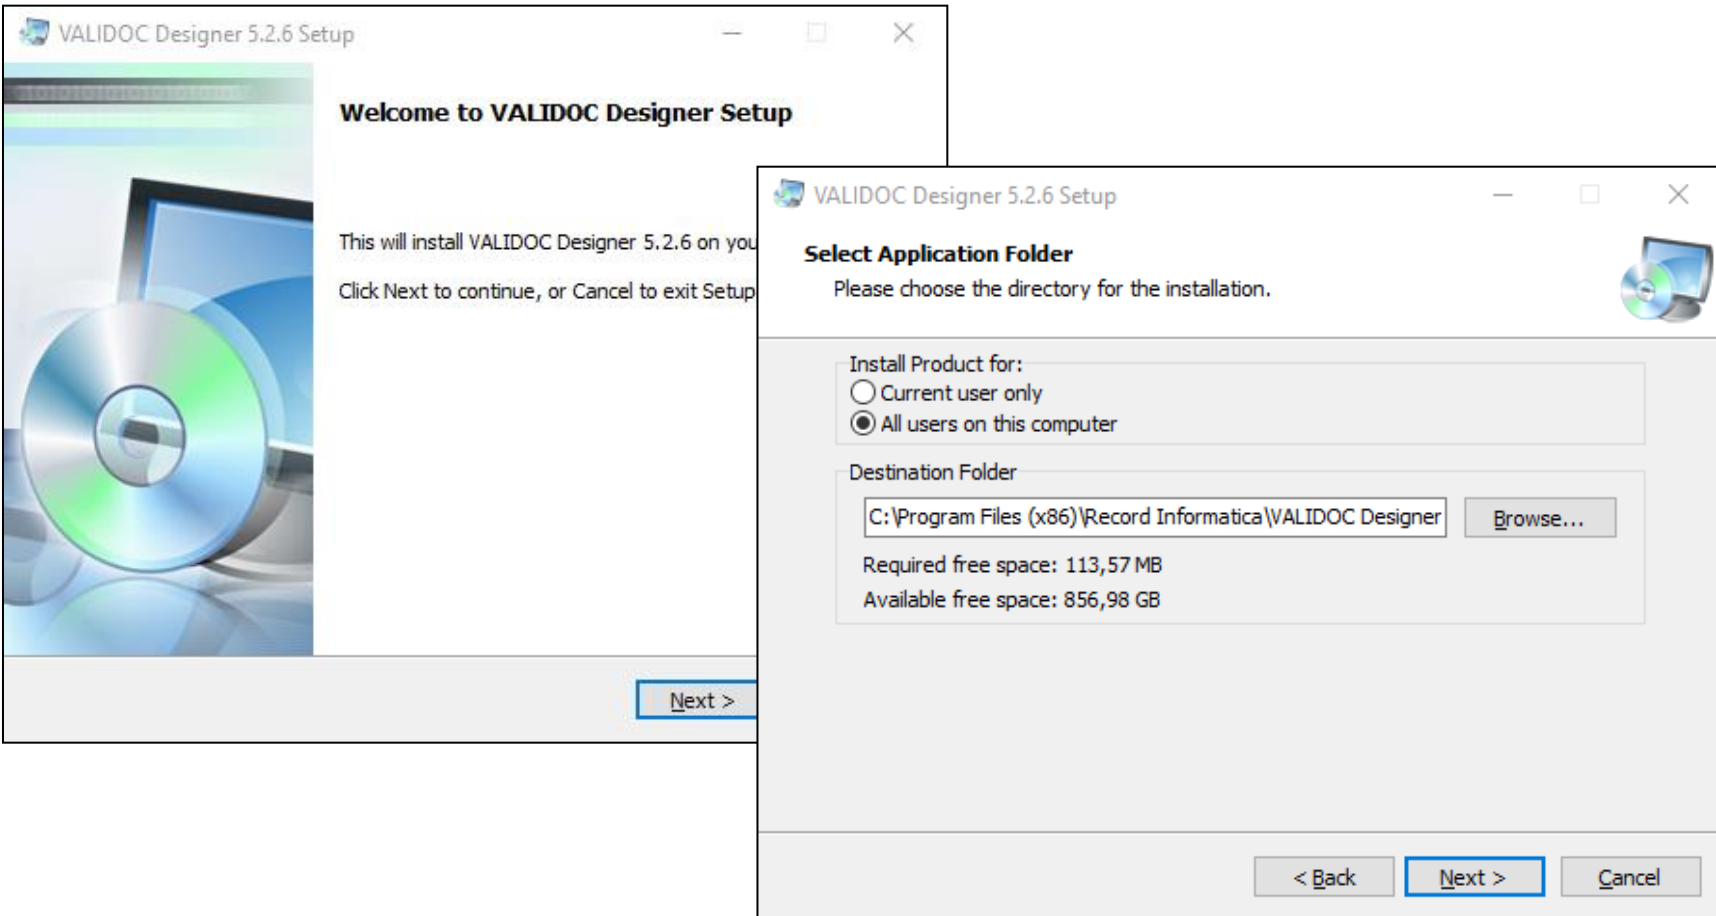 VALIDOC Designer 5.2.6 Setup
Welcome to VALIDOC Designer Setup
This will install VALIDOC Designer 5.2.6 on you
Click Next to continue, or Cancel to exit Setup
Next >
VALIDOC Designer 5.2.6 Setup
Select Application Folder
Please choose the directory for the installation.
Install Product for:
Current user only
All users on this computer
Destination Folder
C:\Program Files (x86)\Record Informatica\VALIDOC Designer
Browse...
Required free space: 113,57 MB
Available free space: 856,98 GB
< Back
Next >
Cancel